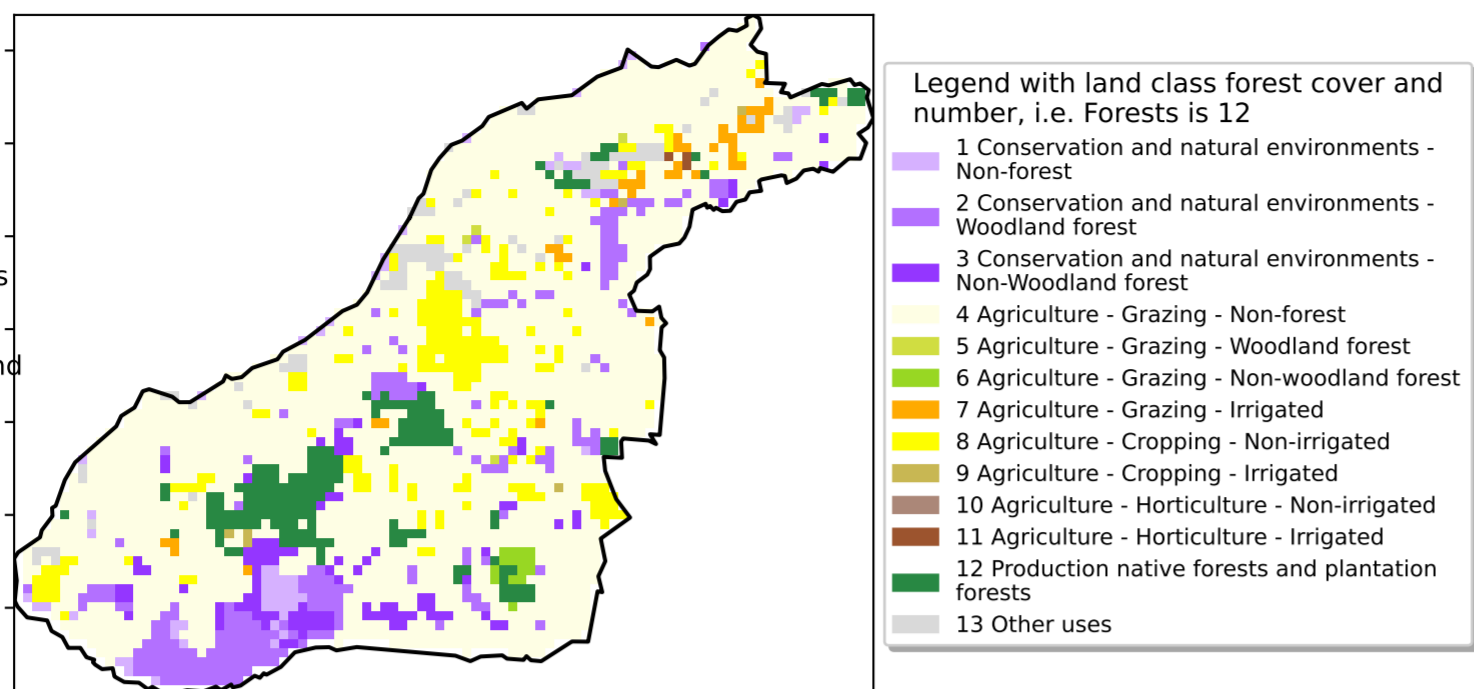 s
nd
Legend with land class forest cover and
number, i.e. Forests is 12
1 Conservation and natural environments -
Non-forest
2 Conservation and natural environments -
Woodland forest
3 Conservation and natural environments -
Non-Woodland forest
4 Agriculture - Grazing - Non-forest
5 Agriculture - Grazing - Woodland forest
6 Agriculture - Grazing - Non-woodland forest
7 Agriculture - Grazing - Irrigated
8 Agriculture - Cropping - Non-irrigated
9 Agriculture - Cropping - Irrigated
10 Agriculture - Horticulture - Non-irrigated
11 Agriculture - Horticulture - Irrigated
12 Production native forests and plantation
forests
13 Other uses